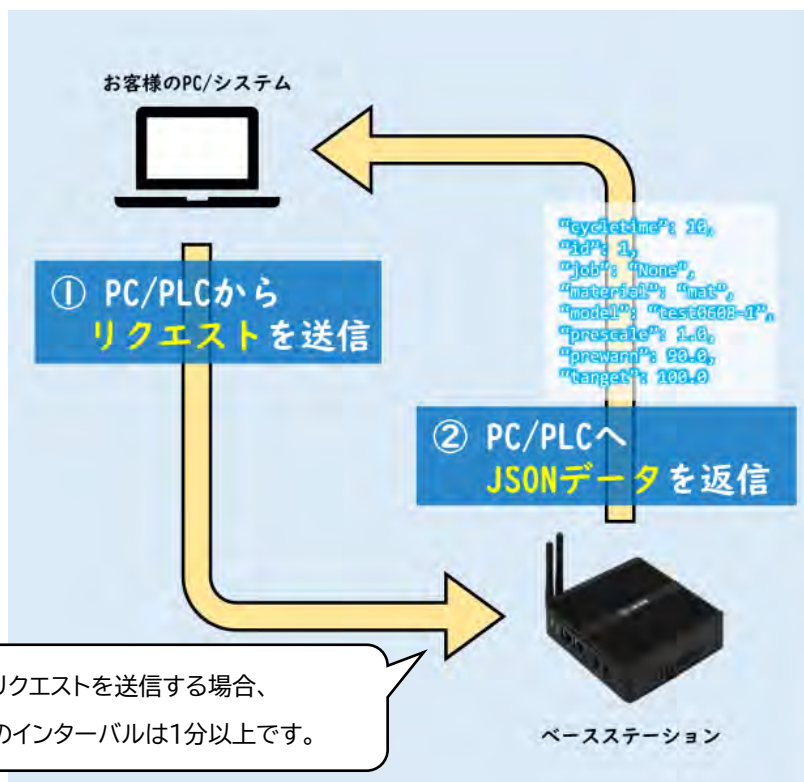 お客様のPC/システム
"cycletime": 10,
"id": 1,
"job": "None",
"material": "mat",
"model": "test0608-1",
"prescale": 1.0,
"prewarn": 90.0,
"target": 100.0
① PC/PLCから
リクエストを送信
② PC/PLCへ
JSONデータを返信
リクエストを送信する場合、
のインターバルは1分以上です。
ベースステーション